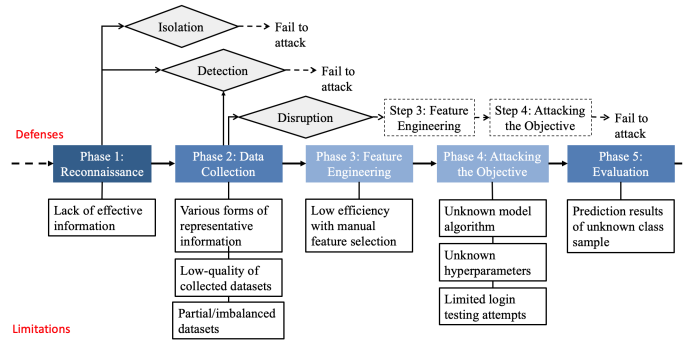 Isolation
Fail to
attack
Detection
Fail to
attack
Disruption
Step 3: Feature
Engineering
Step 4: Attacking
the Objective
Fail to
attack
Defenses
Phase 1:
Reconnaissance
Phase 2: Data
Collection
Phase 3: Feature
Engineering
Phase 4: Attacking
the Objective
Phase 5:
Evaluation
Lack of effective
information
Various forms of
representative
information
Low-quality of
collected datasets
Partial/imbalanced
datasets
Low efficiency
with manual
feature selection
Unknown model
algorithm
Unknown
hyperparameters
Limited login
testing attempts
Prediction results
of unknown class
sample
Limitations